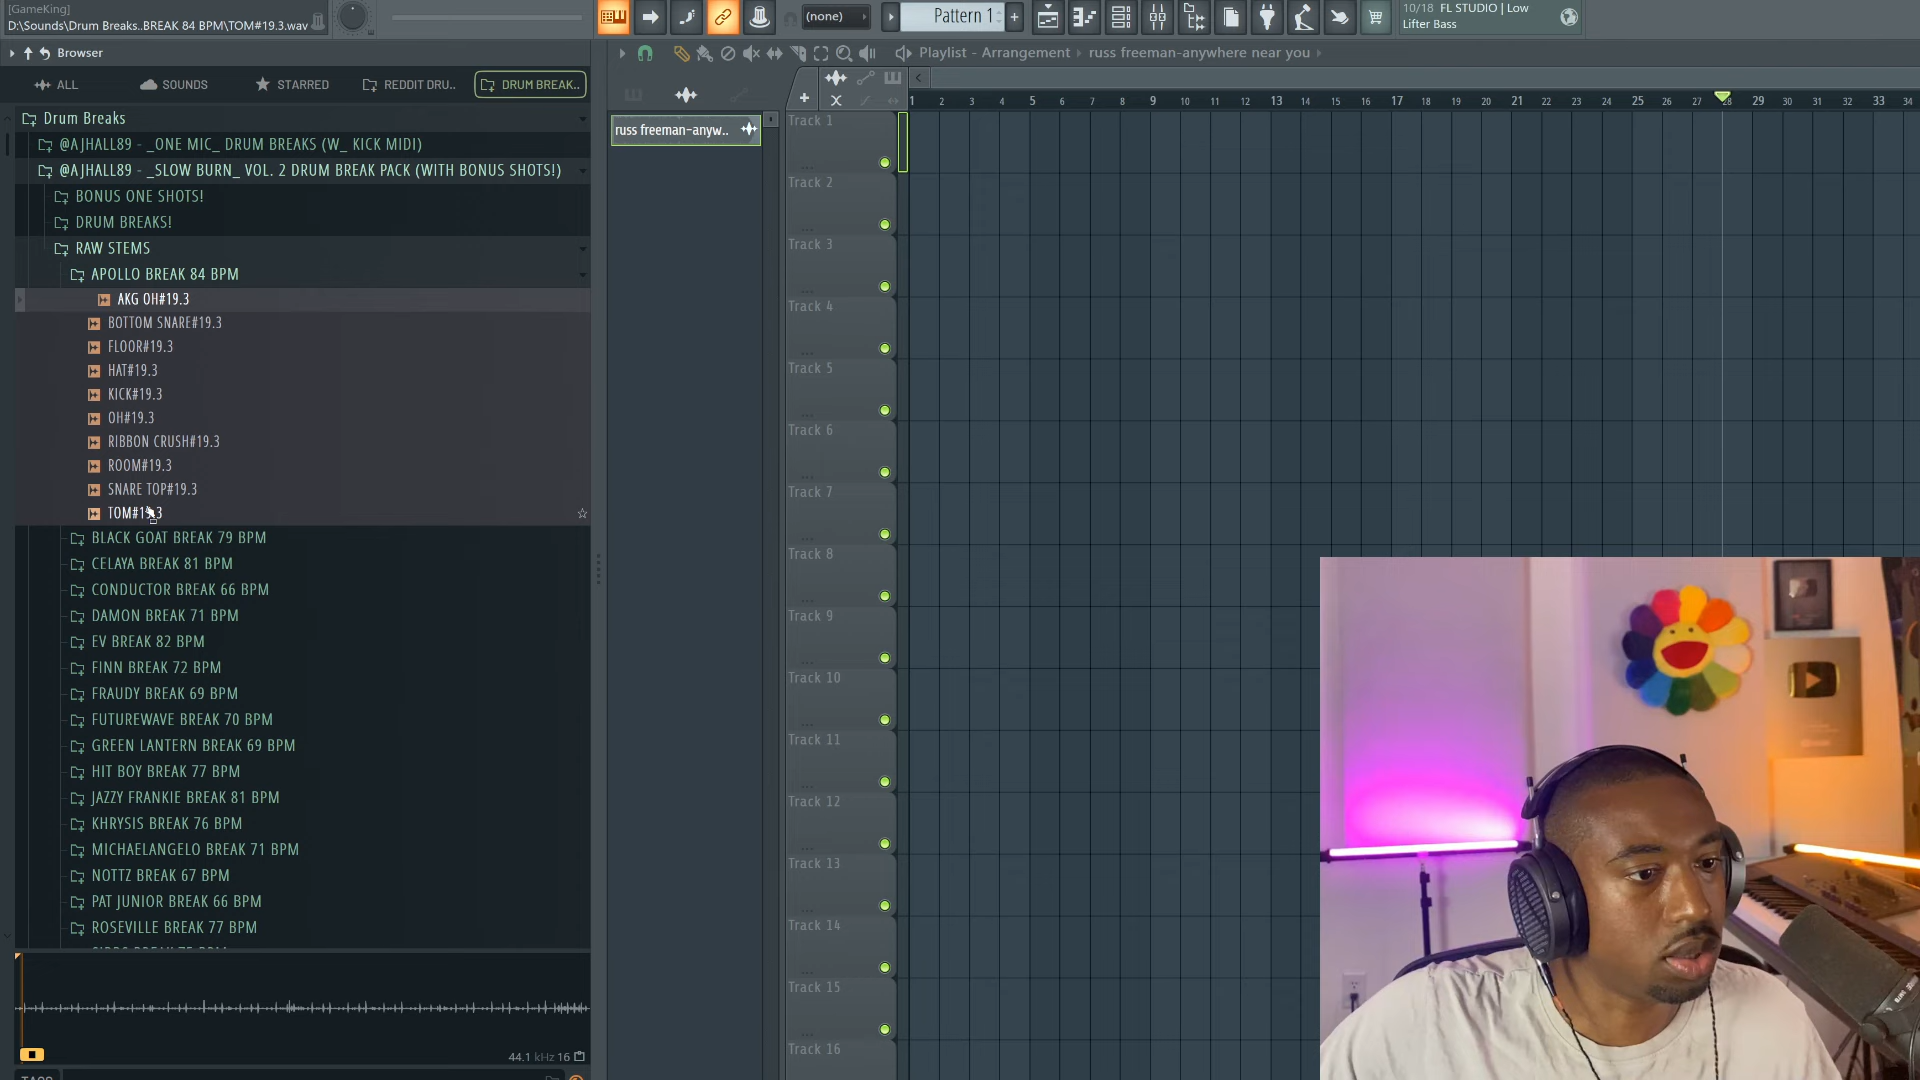 [GameKing]
D:\Sounds\Drum Breaks..BREAK 84 BPM\TOM#19.3.wav
(none)
Pattern 1
10/18 FL STUDIO | Low
Lifter Bass
Browser
Playlist - Arrangement › russ freeman-anywhere near you ›
ALL
SOUNDS
STARRED
REDDIT DRU..
DRUM BREAK..
1 2 3 4 5 6 7 8 9 10 11 12 13 14 15 16 17 18 19 20 21 22 23 24 25 26 27 28 29 30 31 32 33 34
russ freeman-anyw..
Drum Breaks
@AJHALL89 - _ONE MIC_ DRUM BREAKS (W_ KICK MIDI)
@AJHALL89 - _SLOW BURN_ VOL. 2 DRUM BREAK PACK (WITH BONUS SHOTS!)
BONUS ONE SHOTS!
DRUM BREAKS!
RAW STEMS
APOLLO BREAK 84 BPM
AKG OH#19.3
BOTTOM SNARE#19.3
FLOOR#19.3
HAT#19.3
KICK#19.3
OH#19.3
RIBBON CRUSH#19.3
ROOM#19.3
SNARE TOP#19.3
TOM#19.3
BLACK GOAT BREAK 79 BPM
CELAYA BREAK 81 BPM
CONDUCTOR BREAK 66 BPM
DAMON BREAK 71 BPM
EV BREAK 82 BPM
FINN BREAK 72 BPM
FRAUDY BREAK 69 BPM
FUTUREWAVE BREAK 70 BPM
GREEN LANTERN BREAK 69 BPM
HIT BOY BREAK 77 BPM
JAZZY FRANKIE BREAK 81 BPM
KHRYSIS BREAK 76 BPM
MICHAELANGELO BREAK 71 BPM
NOTTZ BREAK 67 BPM
PAT JUNIOR BREAK 66 BPM
ROSEVILLE BREAK 77 BPM
44.1 kHz 16
TAGS
Track 1
Track 2
Track 3
Track 4
Track 5
Track 6
Track 7
Track 8
Track 9
Track 10
Track 11
Track 12
Track 13
Track 14
Track 15
Track 16